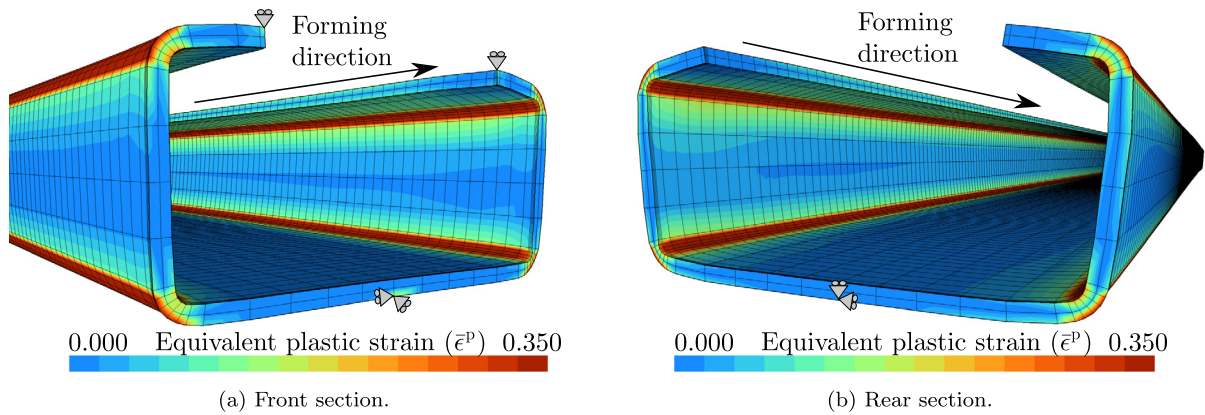 Forming
direction
0.000 Equivalent plastic strain (ε̄ᵖ) 0.350
(a) Front section.
Forming
direction
0.000 Equivalent plastic strain (ε̄ᵖ) 0.350
(b) Rear section.